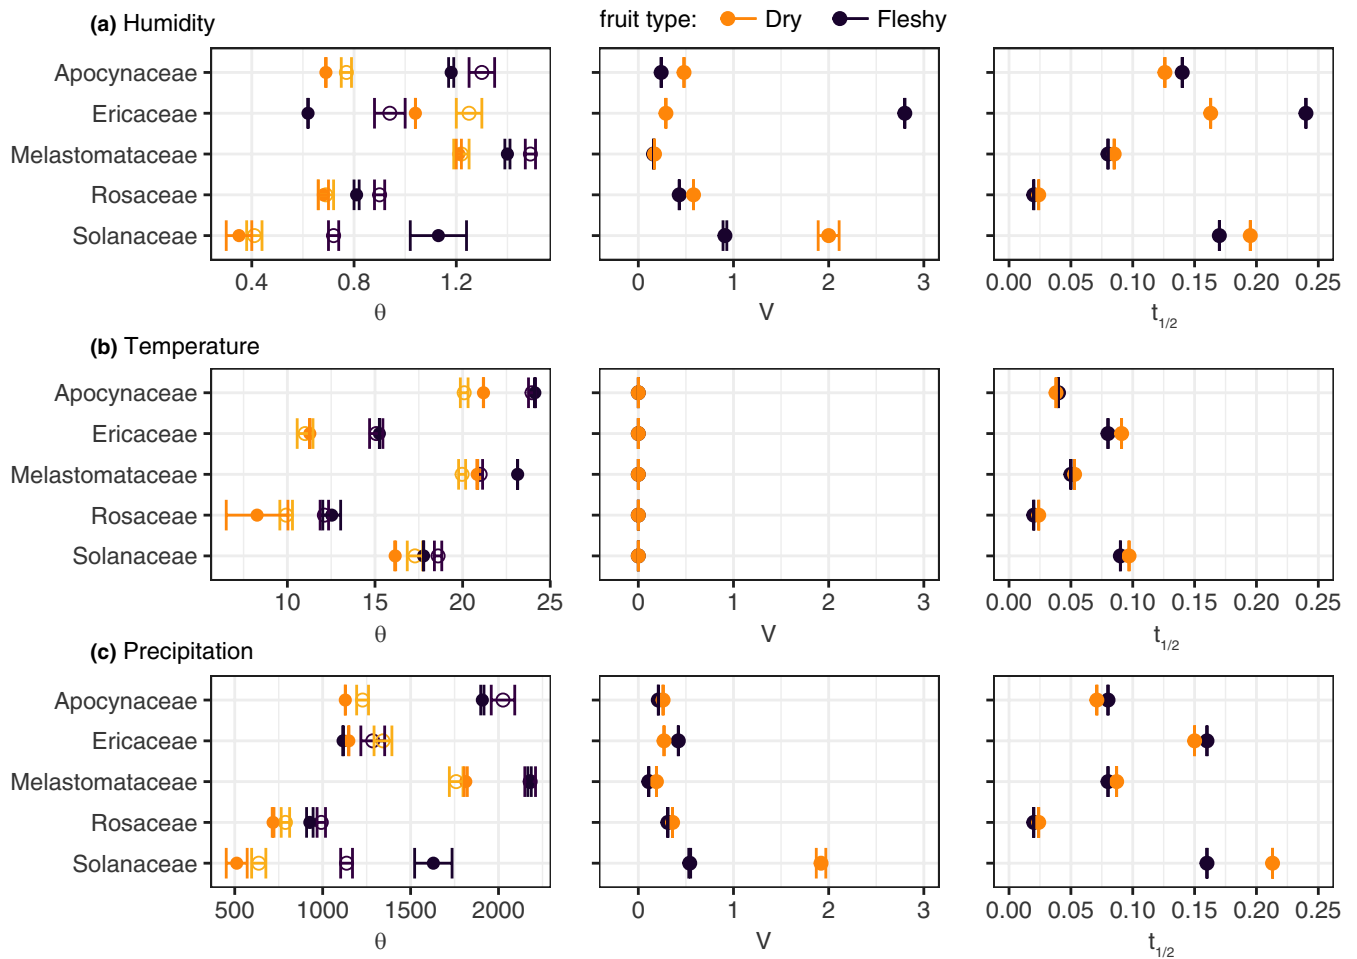 (a) Humidity
fruit type: Dry Fleshy
Apocynaceae
Ericaceae
Melastomataceae
Rosaceae
Solanaceae
0.4 0.8 1.2
θ
0 1 2 3
V
0.00 0.05 0.10 0.15 0.20 0.25
t1/2
(b) Temperature
Apocynaceae
Ericaceae
Melastomataceae
Rosaceae
Solanaceae
10 15 20 25
θ
0 1 2 3
V
0.00 0.05 0.10 0.15 0.20 0.25
t1/2
(c) Precipitation
Apocynaceae
Ericaceae
Melastomataceae
Rosaceae
Solanaceae
500 1000 1500 2000
θ
0 1 2 3
V
0.00 0.05 0.10 0.15 0.20 0.25
t1/2